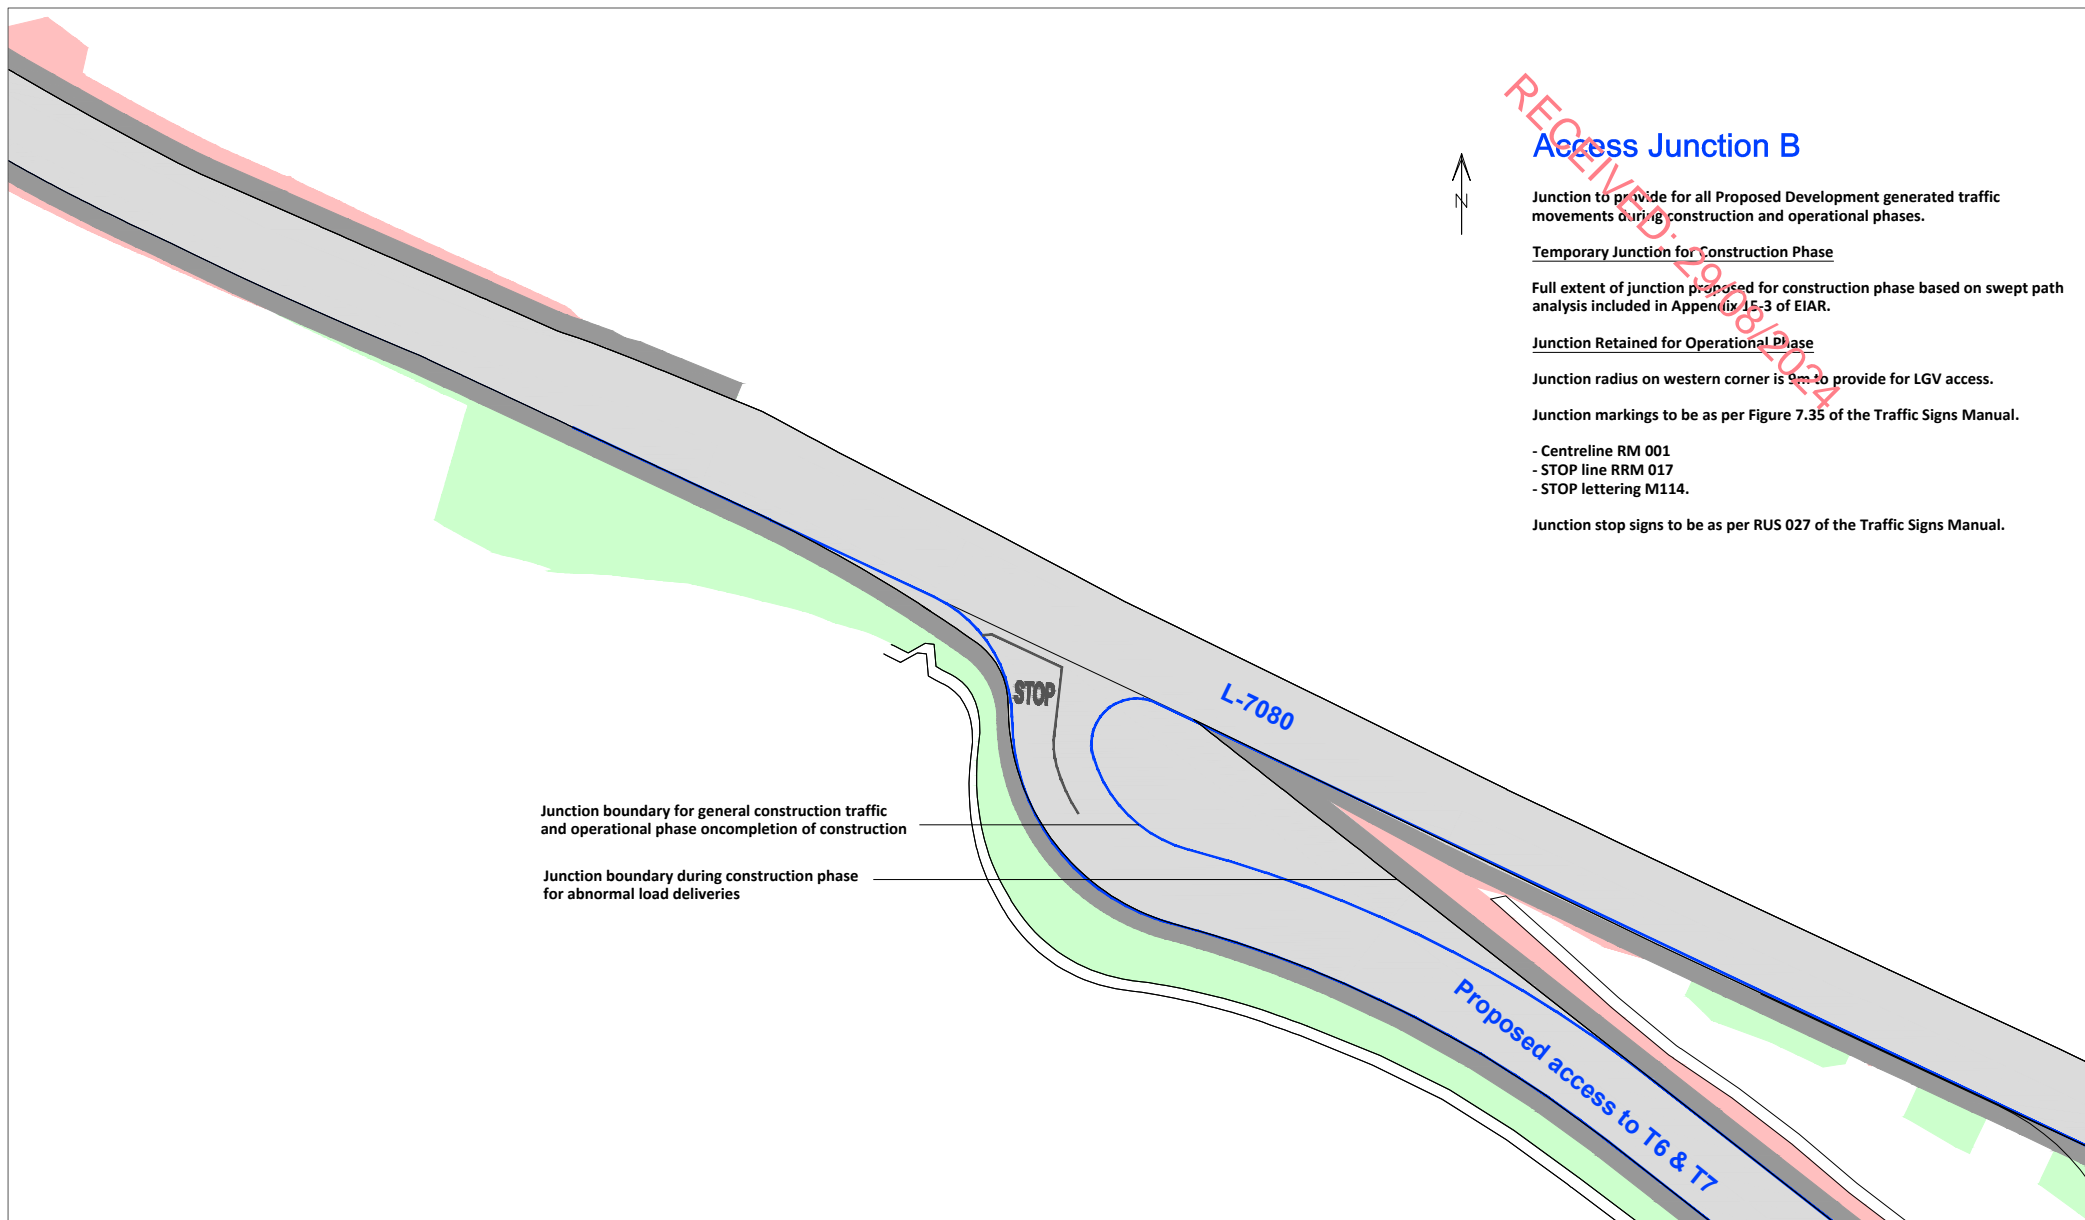 Access Junction B
RECEIVED: 29/08/2024
N
Junction to provide for all Proposed Development generated traffic
movements during construction and operational phases.
Temporary Junction for Construction Phase
Full extent of junction proposed for construction phase based on swept path
analysis included in Appendix 15-3 of EIAR.
Junction Retained for Operational Phase
Junction radius on western corner is 9m to provide for LGV access.
Junction markings to be as per Figure 7.35 of the Traffic Signs Manual.
- Centreline RM 001
- STOP line RRM 017
- STOP lettering M114.
Junction stop signs to be as per RUS 027 of the Traffic Signs Manual.
STOP
L-7080
Junction boundary for general construction traffic
and operational phase oncompletion of construction
Junction boundary during construction phase
for abnormal load deliveries
Proposed access to T6 & T7